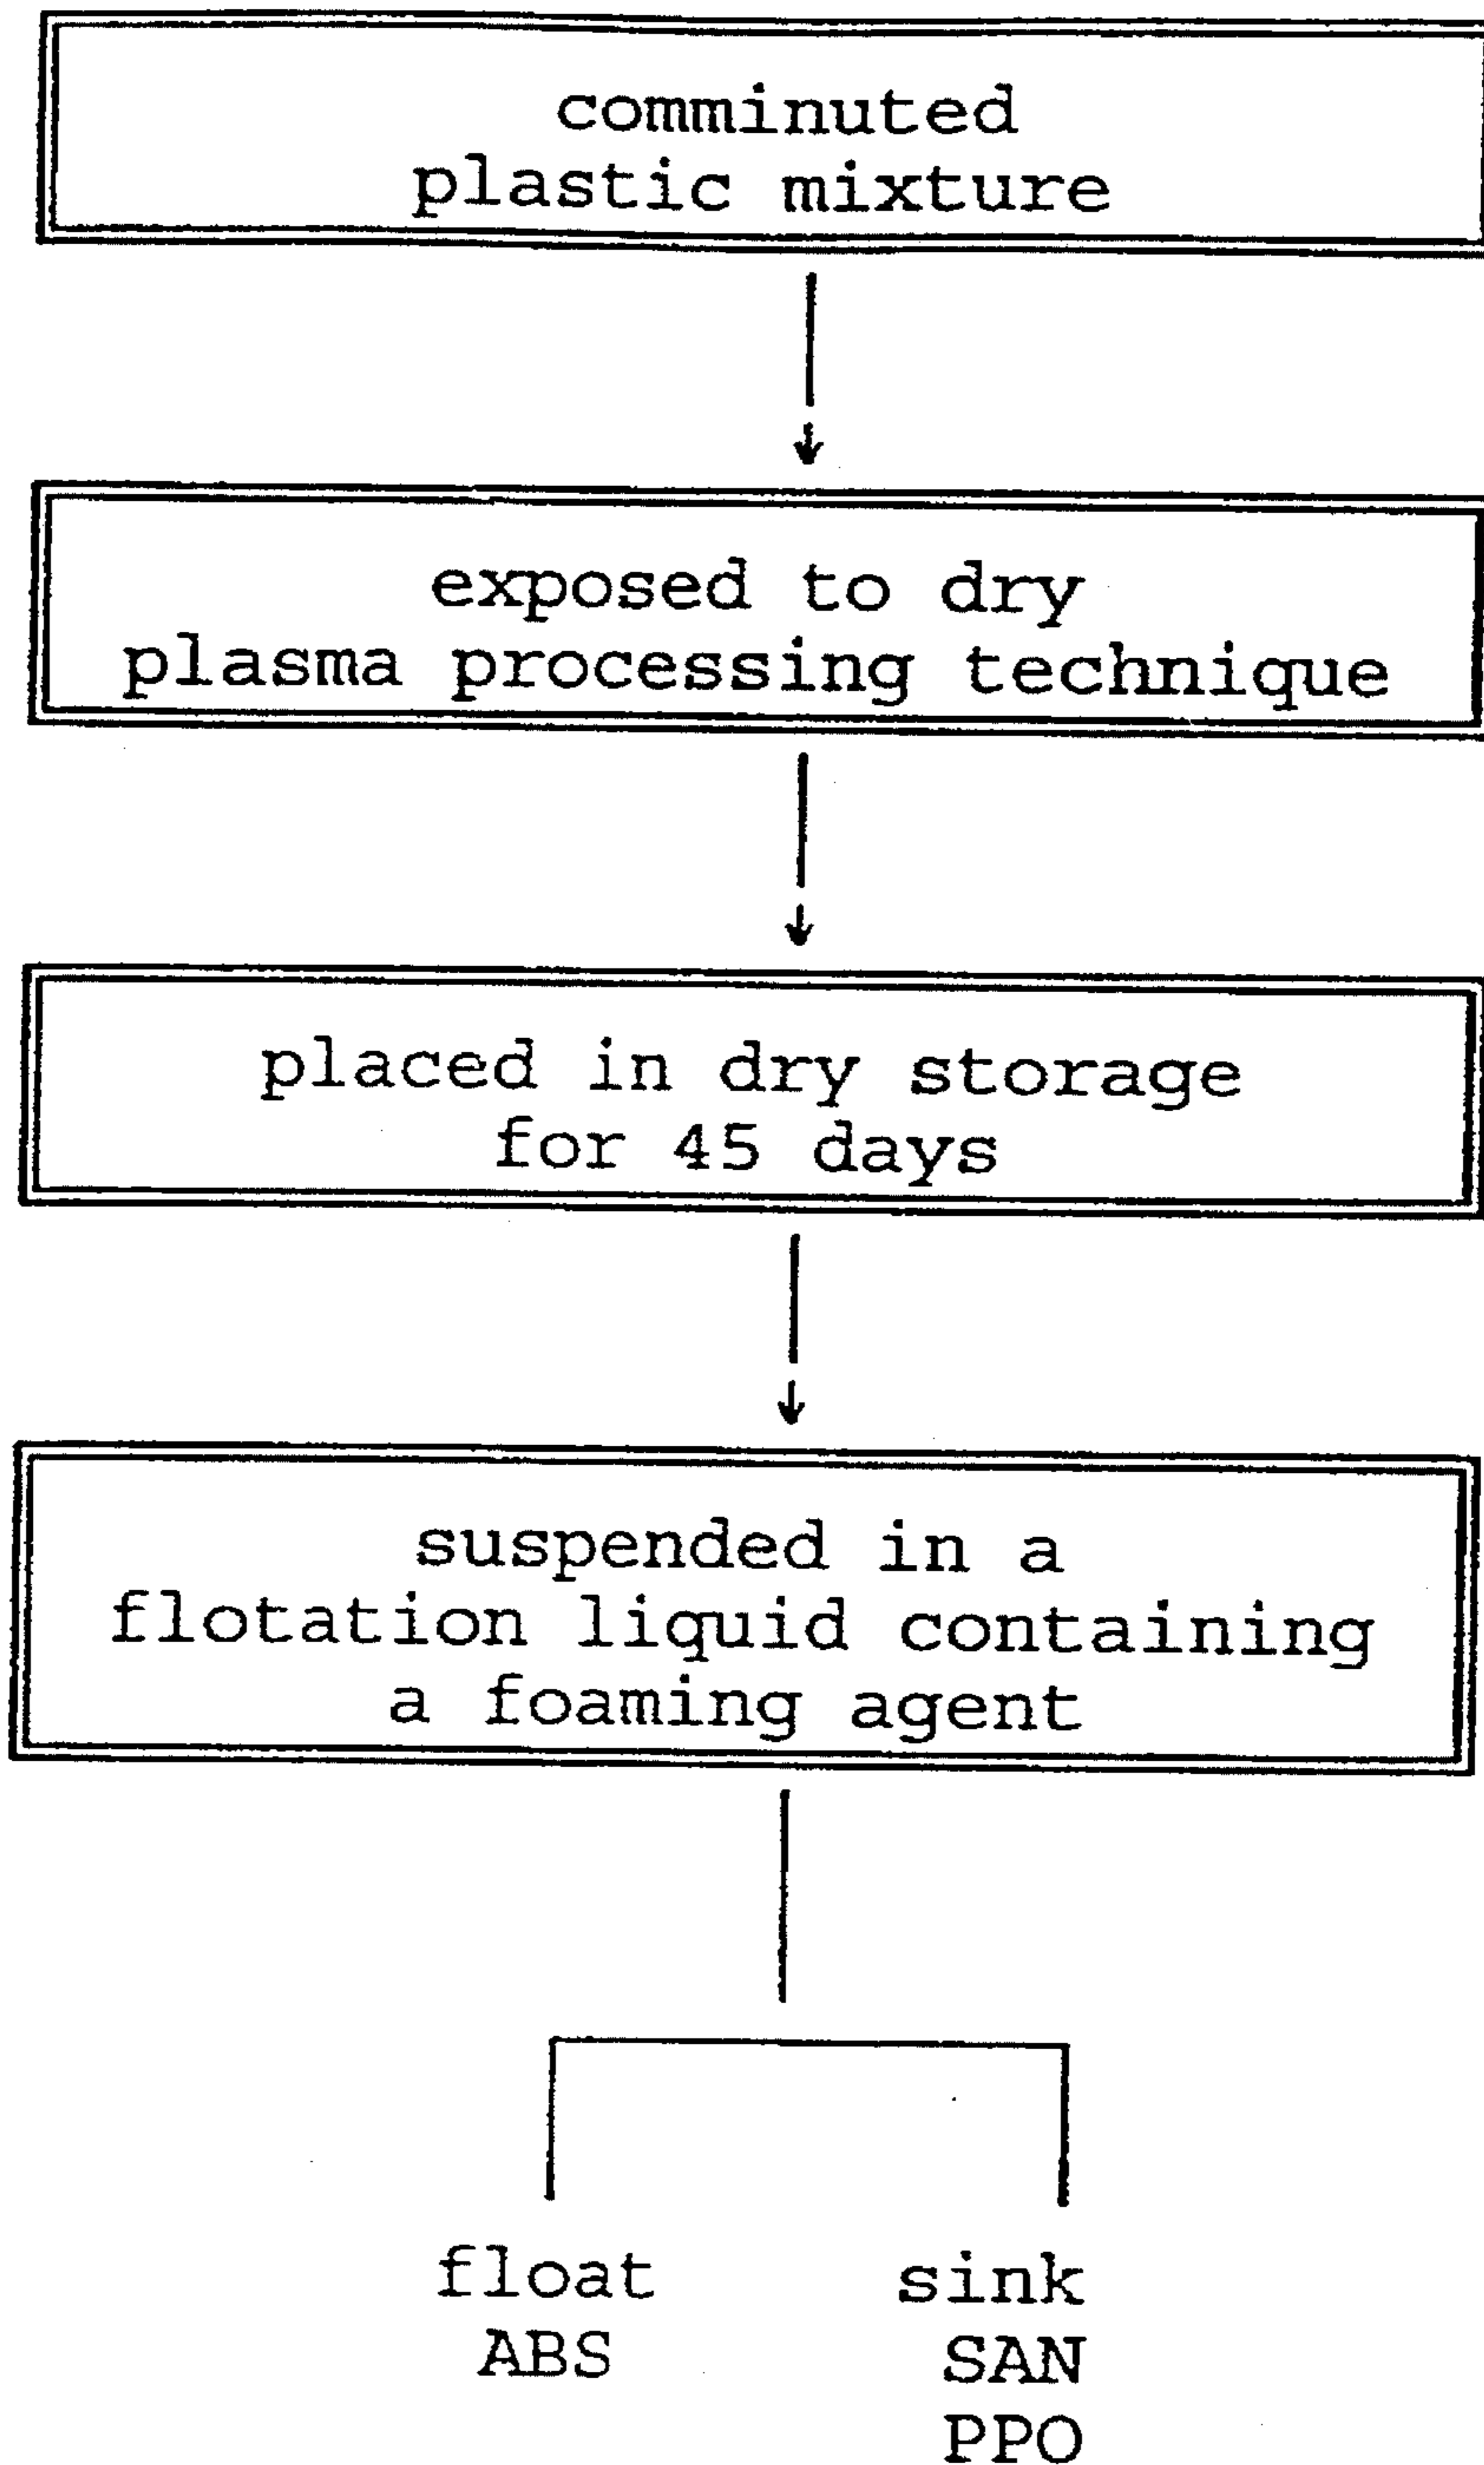 comminuted
plastic mixture
exposed to dry
plasma processing technique
placed in dry storage
for 45 days
suspended in a
flotation liquid containing
a foaming agent
float
ABS
sink
SAN
PPO